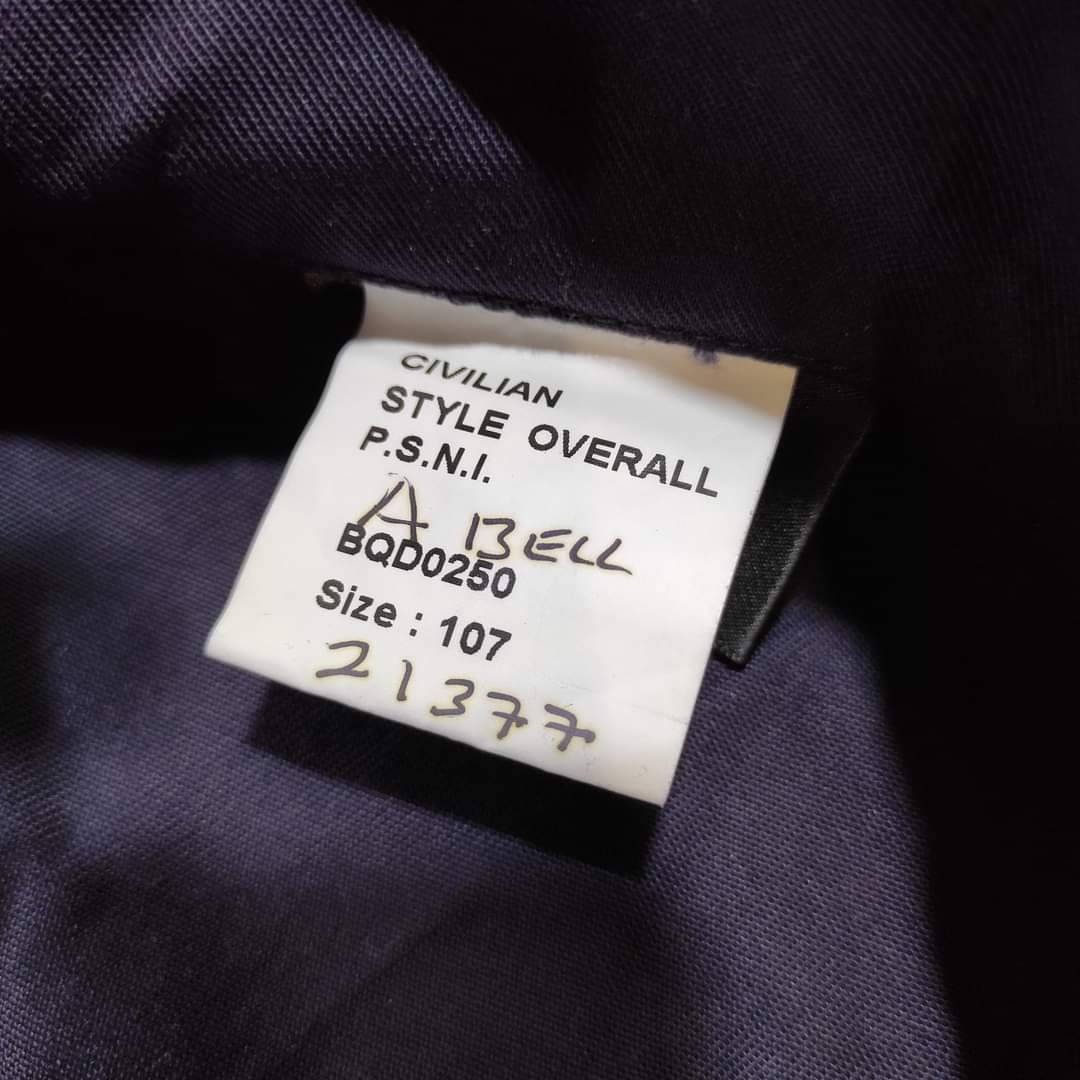 CIVILIAN
STYLE OVERALL
P.S.N.I.
A BELL
BQD0250
Size : 107
21377